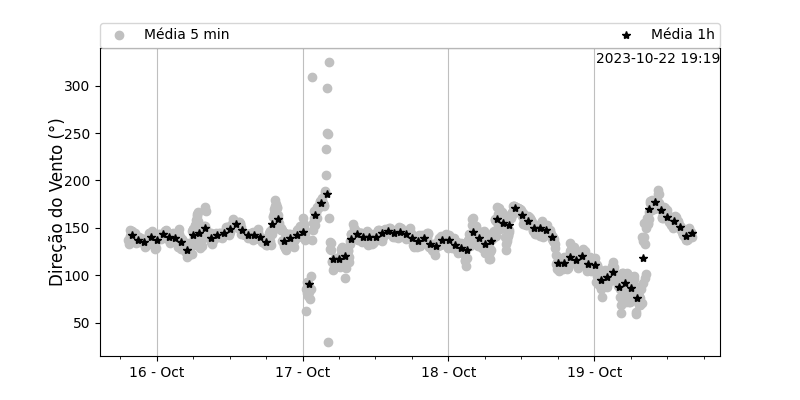 Média 5 min
Média 1h
2023-10-22 19:19
Direção do Vento (°)
300
250
200
150
100
50
16 - Oct
17 - Oct
18 - Oct
19 - Oct